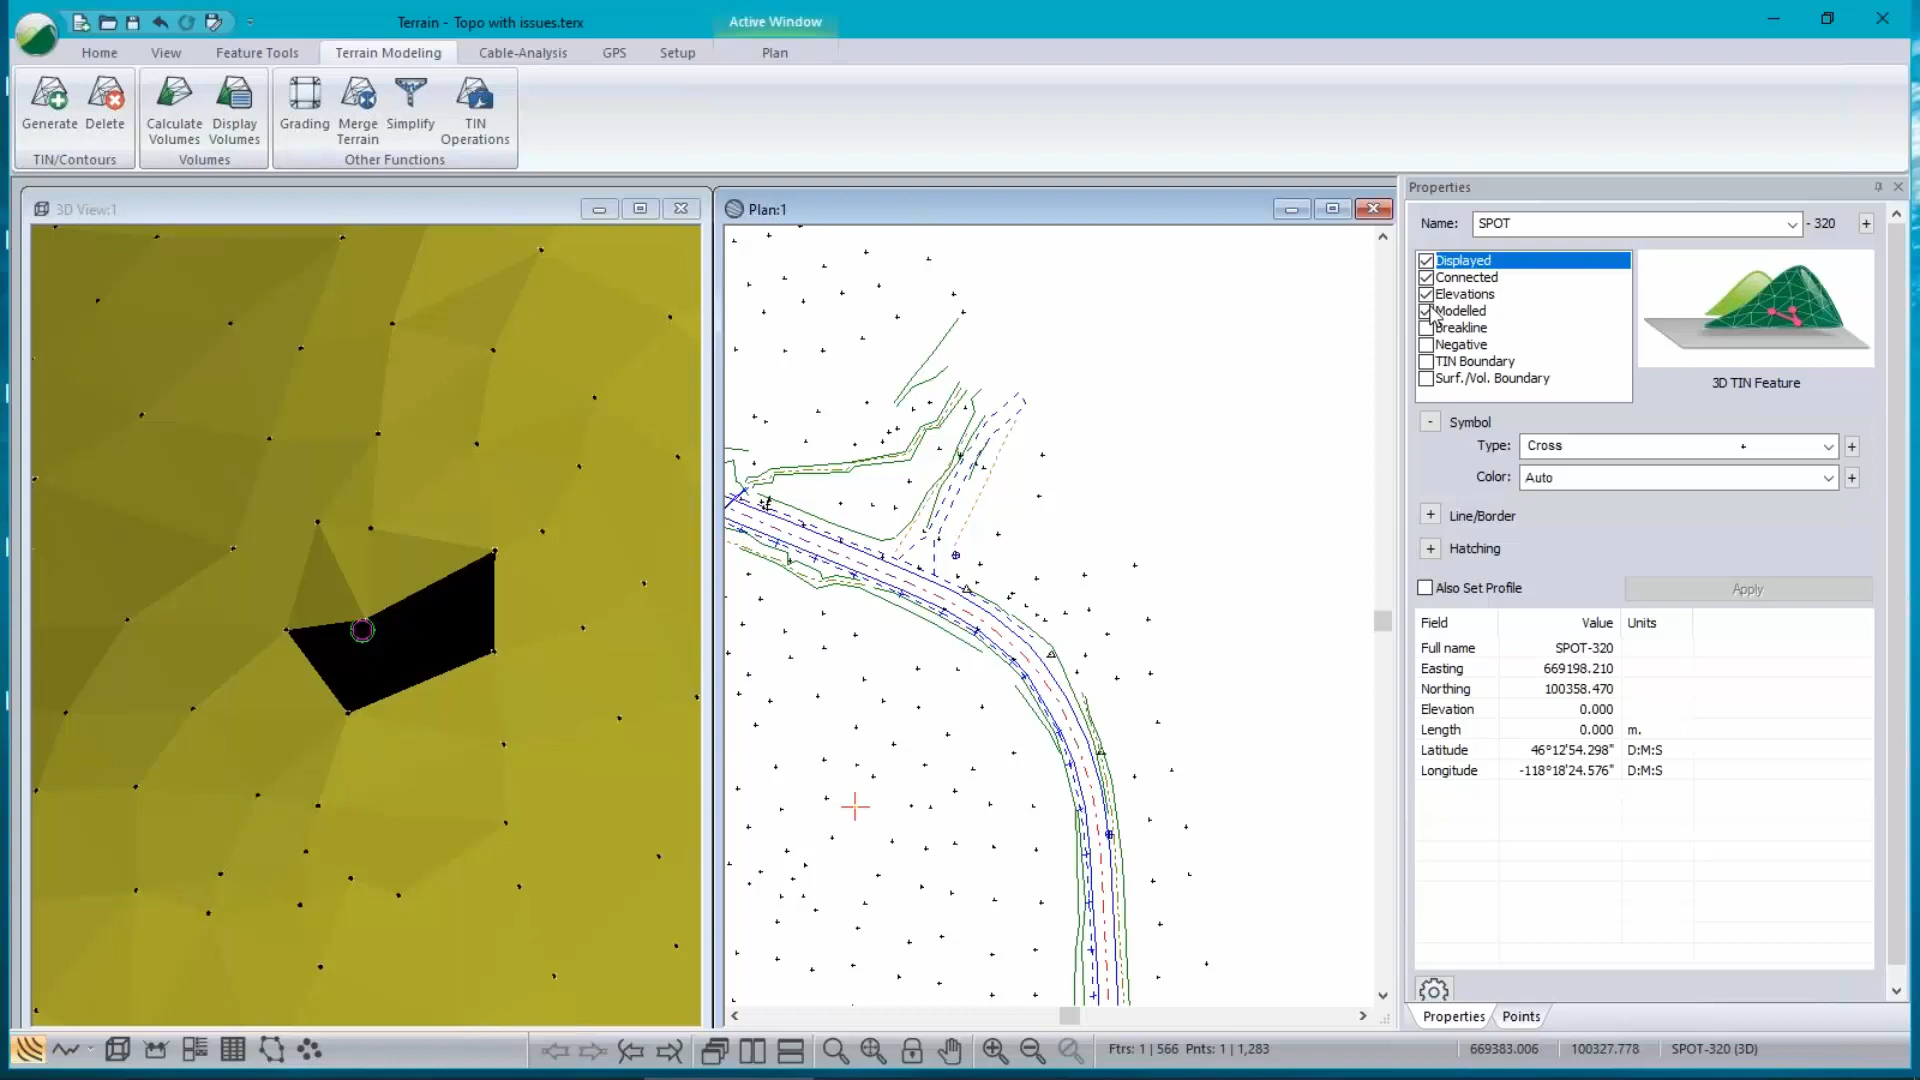 Terrain - Topo with issues.terx
Active Window
Home View Feature Tools Terrain Modeling Cable-Analysis GPS Setup Plan
Generate Delete Calculate Volumes Display Volumes Grading Merge Terrain Simplify TIN Operations
TIN/Contours Volumes Other Functions
3D View:1
Plan:1
Properties
Name: SPOT - 320 +
Displayed
Connected
Elevations
Modelled
Breakline
Negative
TIN Boundary
Surf./Vol. Boundary
3D TIN Feature
- Symbol
Type: Cross +
Color: Auto +
+ Line/Border
+ Hatching
Also Set Profile Apply
Field Value Units
Full name SPOT-320
Easting 669198.210
Northing 100358.470
Elevation 0.000
Length 0.000 m.
Latitude 46°12'54.298" D:M:S
Longitude -118°18'24.576" D:M:S
Properties Points
Ftrs: 1 | 566 Pnts: 1 | 1,283 669383.006 100327.778 SPOT-320 (3D)